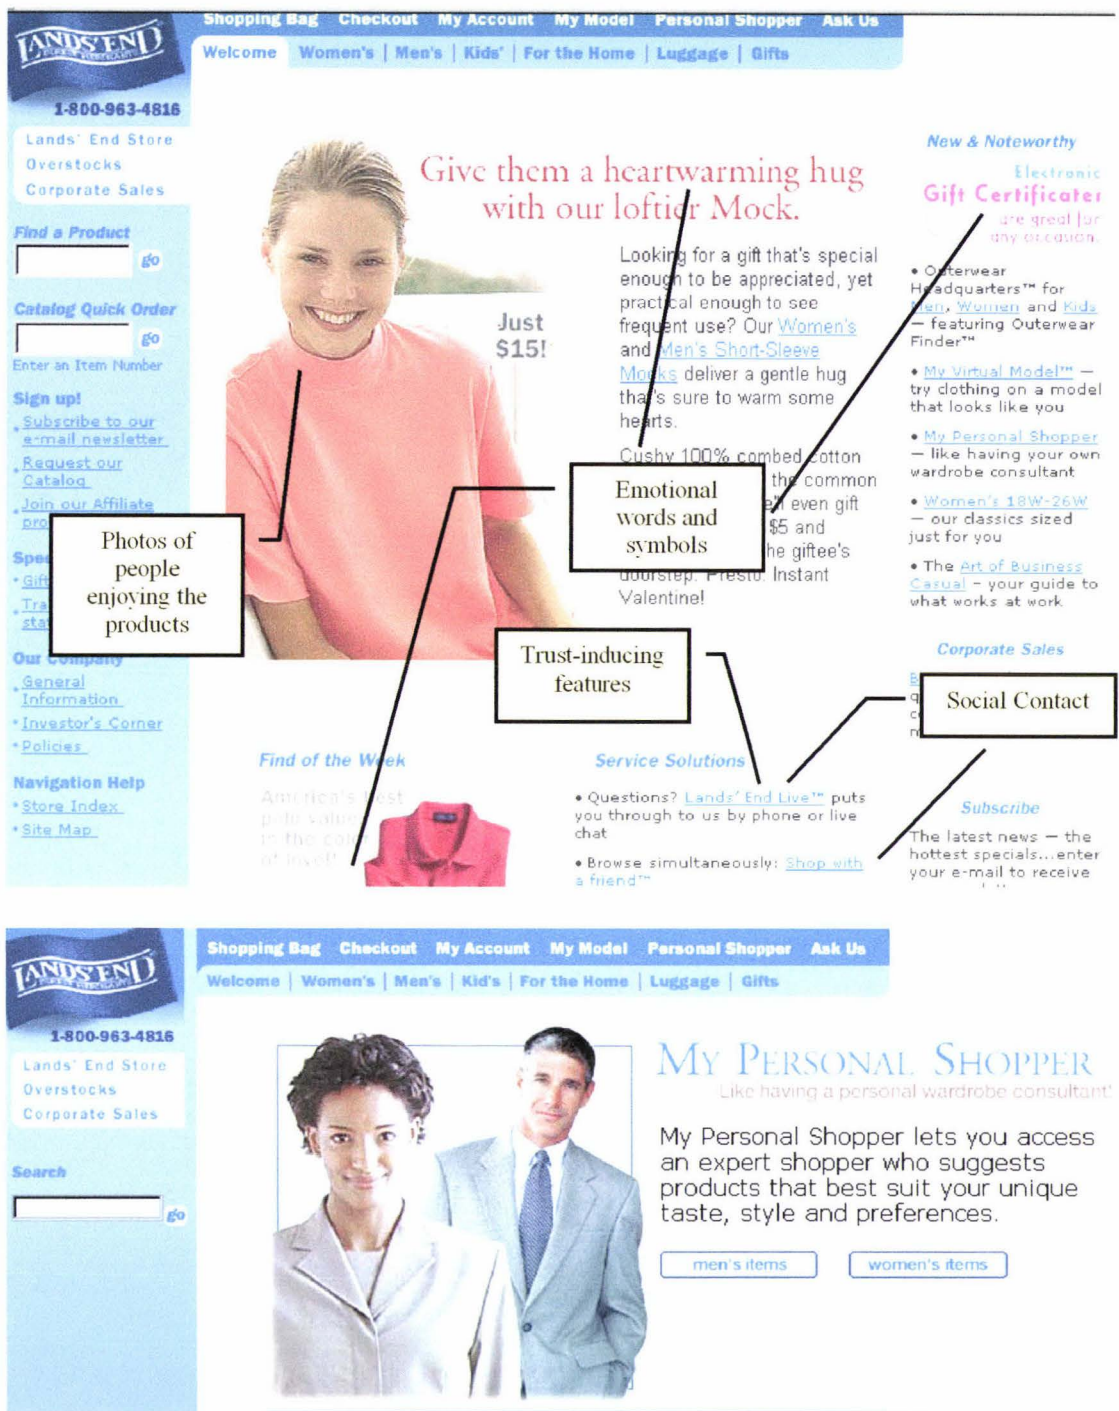 LANDS' END
DIRECT MERCHANTS
1-800-963-4816
Shopping Bag Checkout My Account My Model Personal Shopper Ask Us
Welcome Women's | Men's | Kids' | For the Home | Luggage | Gifts
Lands' End Store
Overstocks
Corporate Sales
Find a Product
go
Catalog Quick Order
go
Enter an Item Number
Sign up!
Subscribe to our
e-mail newsletter
Request our
Catalog
Join our Affiliate
Our Company
General
Information
Investor's Corner
Policies
Navigation Help
Store Index
Site Map
Give them a heartwarming hug
with our loftier Mock.
Just
$15!
Looking for a gift that's special
enough to be appreciated, yet
practical enough to see
frequent use? Our Women's
and Men's Short-Sleeve
Mocks deliver a gentle hug
that's sure to warm some
hearts.
Cushy 100% combed cotton
the common
even gift
$5 and
he giftee's
doorstep. Presto. Instant
Valentine!
Photos of
people
enjoying the
products
Emotional
words and
symbols
Trust-inducing
features
Social Contact
Find of the Week
America's best
in the color
of love!
Service Solutions
• Questions? Lands' End Live™ puts
you through to us by phone or live
chat
• Browse simultaneously: Shop with
a friend™
New & Noteworthy
Electronic
Gift Certificates
are great for
any occasion.
• Outerwear
Headquarters™ for
Men, Women and Kids
— featuring Outerwear
Finder™
• My Virtual Model™ —
try clothing on a model
that looks like you
• My Personal Shopper
— like having your own
wardrobe consultant
• Women's 18W-26W
— our classics sized
just for you
• The Art of Business
Casual - your guide to
what works at work
Corporate Sales
Subscribe
The latest news — the
hottest specials...enter
your e-mail to receive
LANDS' END
DIRECT MERCHANTS
1-800-963-4816
Shopping Bag Checkout My Account My Model Personal Shopper Ask Us
Welcome | Women's | Men's | Kid's | For the Home | Luggage | Gifts
Lands' End Store
Overstocks
Corporate Sales
Search
go
MY PERSONAL SHOPPER
Like having a personal wardrobe consultant!
My Personal Shopper lets you access
an expert shopper who suggests
products that best suit your unique
taste, style and preferences.
men's items women's items